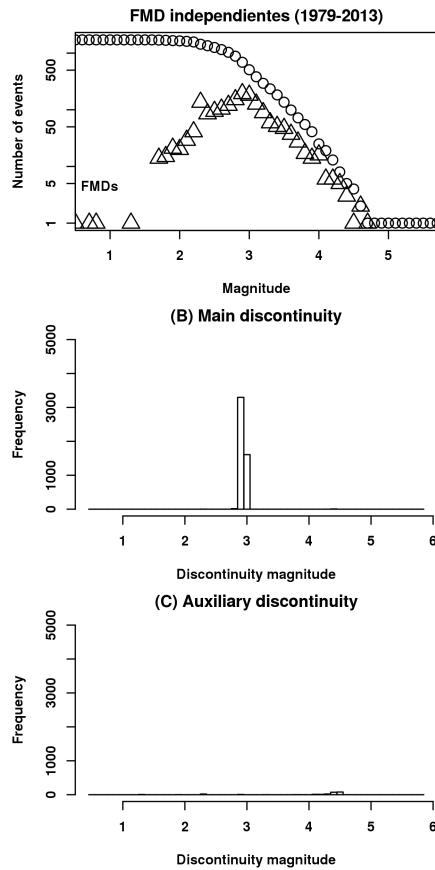 FMD independientes (1979-2013)
Number of events
500
50
5
1
FMDs
1 2 3 4 5
Magnitude
(B) Main discontinuity
Frequency
5000
3000
1000
0
1 2 3 4 5 6
Discontinuity magnitude
(C) Auxiliary discontinuity
Frequency
5000
3000
1000
0
1 2 3 4 5 6
Discontinuity magnitude